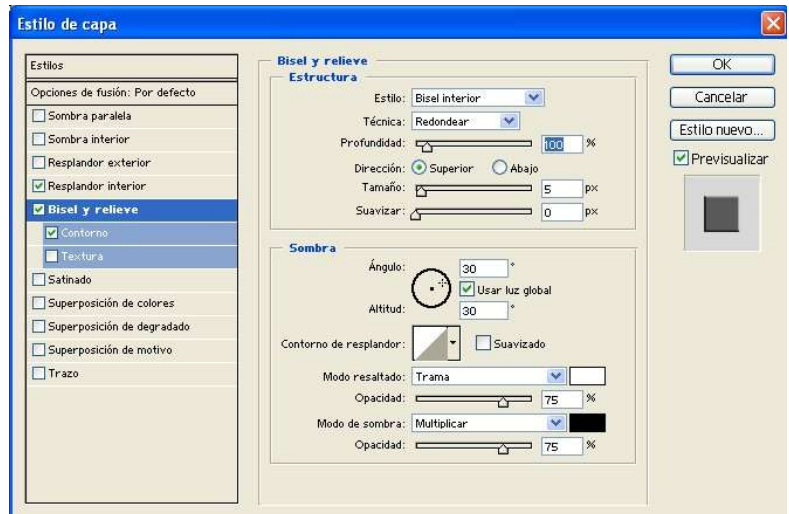 Estilo de capa
Estilos
Opciones de fusión: Por defecto
Sombra paralela
Sombra interior
Resplandor exterior
Resplandor interior
Bisel y relieve
Contorno
Textura
Satinado
Superposición de colores
Superposición de degradado
Superposición de motivo
Trazo
Bisel y relieve
Estructura
Estilo: Bisel interior
Técnica: Redondear
Profundidad: 100 %
Dirección: Superior Abajo
Tamaño: 5 px
Suavizar: 0 px
Sombra
Ángulo: 30 °
Usar luz global
Altitud: 30 °
Contorno de resplandor: Suavizado
Modo resaltado: Trama
Opacidad: 75 %
Modo de sombra: Multiplicar
Opacidad: 75 %
OK
Cancelar
Estilo nuevo...
Previsualizar